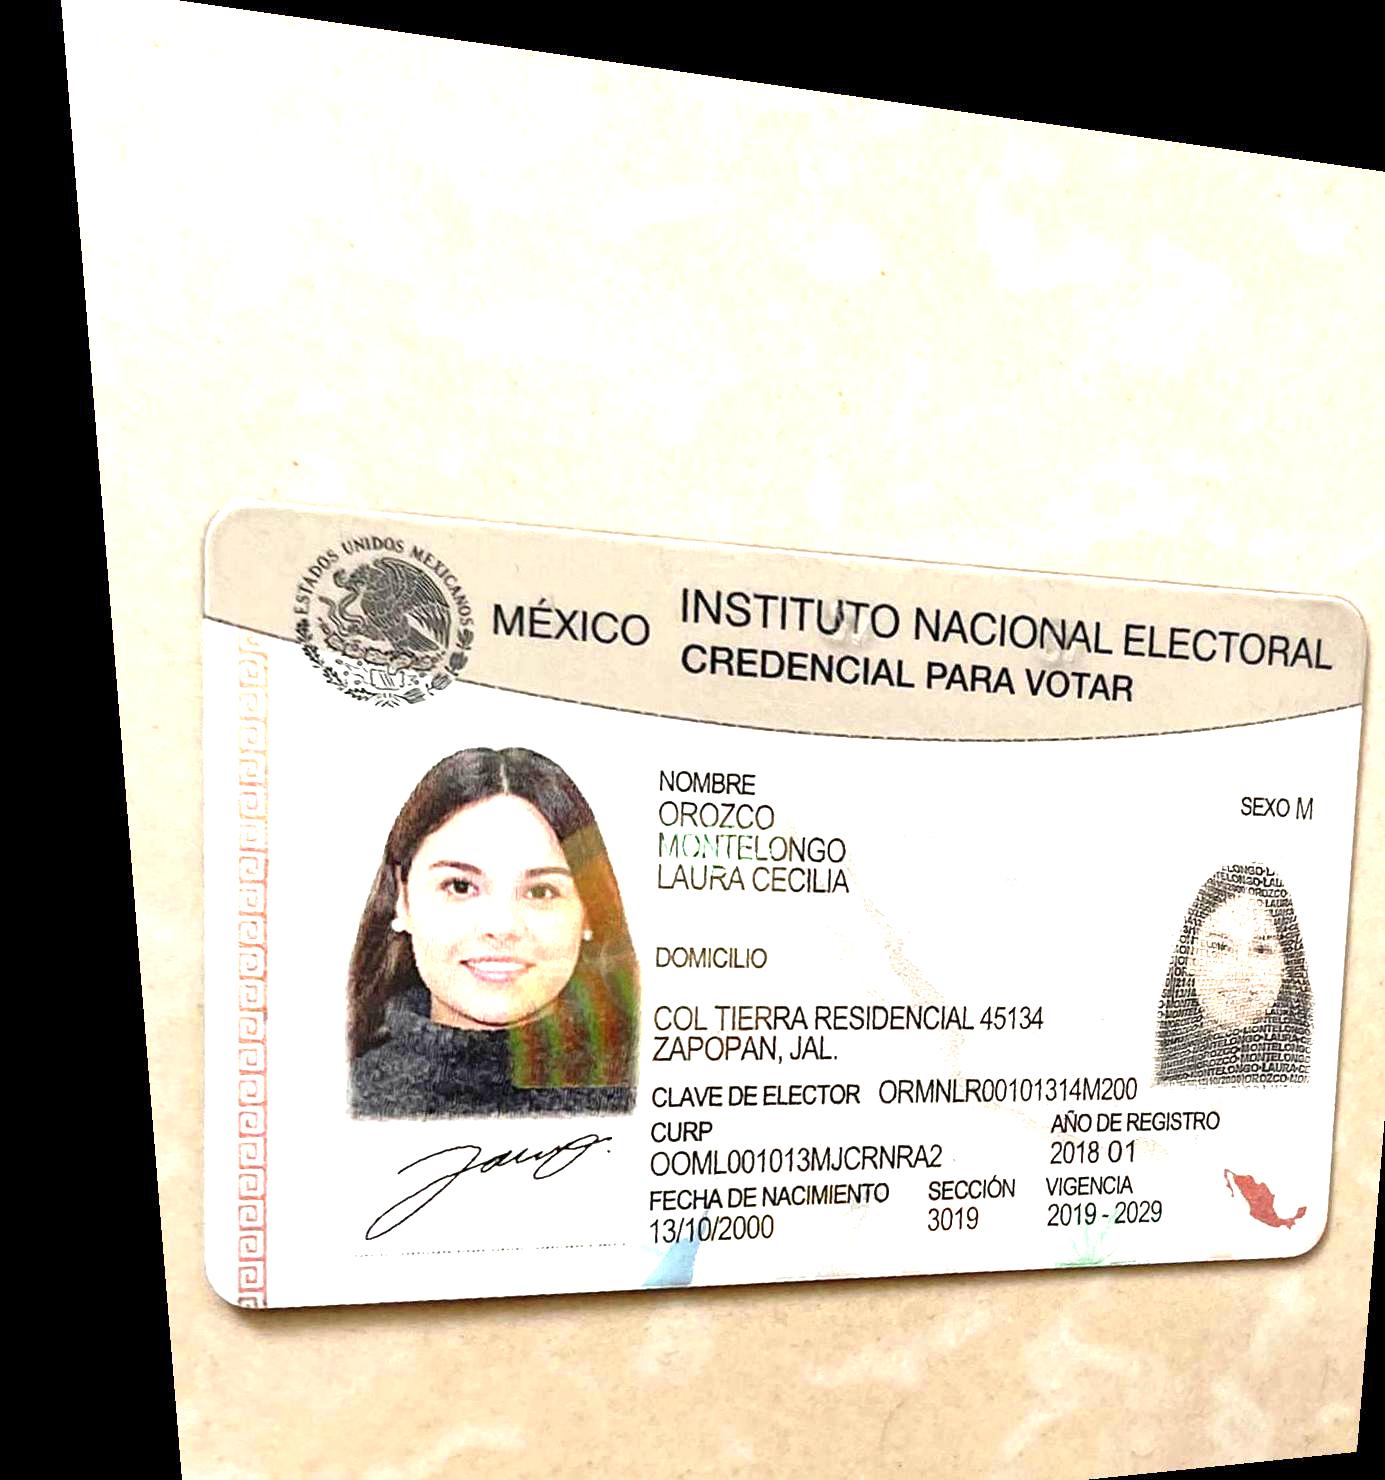 ESTADOS UNIDOS MEXICANOS
MÉXICO
INSTITUTO NACIONAL ELECTORAL
CREDENCIAL PARA VOTAR
NOMBRE
OROZCO
MONTELONGO
LAURA CECILIA
SEXO M
DOMICILIO
COL TIERRA RESIDENCIAL 45134
ZAPOPAN, JAL.
CLAVE DE ELECTOR ORMNLR00101314M200
CURP
OOML001013MJCRNRA2
AÑO DE REGISTRO
2018 01
FECHA DE NACIMIENTO
13/10/2000
SECCIÓN
3019
VIGENCIA
2019 - 2029